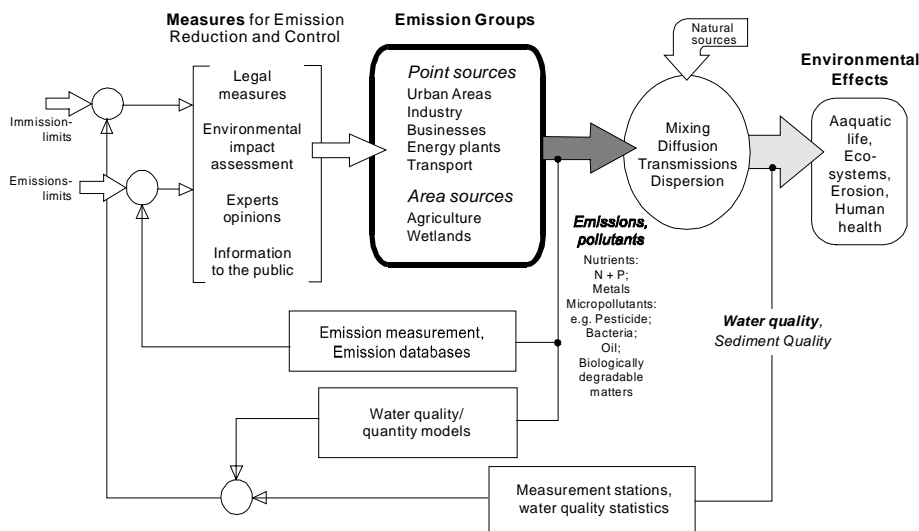 Measures for Emission
Reduction and Control
Emission Groups
Natural
sources
Environmental
Effects
Immission-
limits
Emissions-
limits
Legal
measures
Environmental
impact
assessment
Experts
opinions
Information
to the public
Point sources
Urban Areas
Industry
Businesses
Energy plants
Transport
Area sources
Agriculture
Wetlands
Mixing
Diffusion
Transmissions
Dispersion
Aaquatic
life,
Eco-
systems,
Erosion,
Human
health
Emissions,
pollutants
Nutrients:
N + P;
Metals
Micropollutants:
e.g. Pesticide;
Bacteria;
Oil;
Biologically
degradable
matters
Water quality,
Sediment Quality
Emission measurement,
Emission databases
Water quality/
quantity models
Measurement stations,
water quality statistics